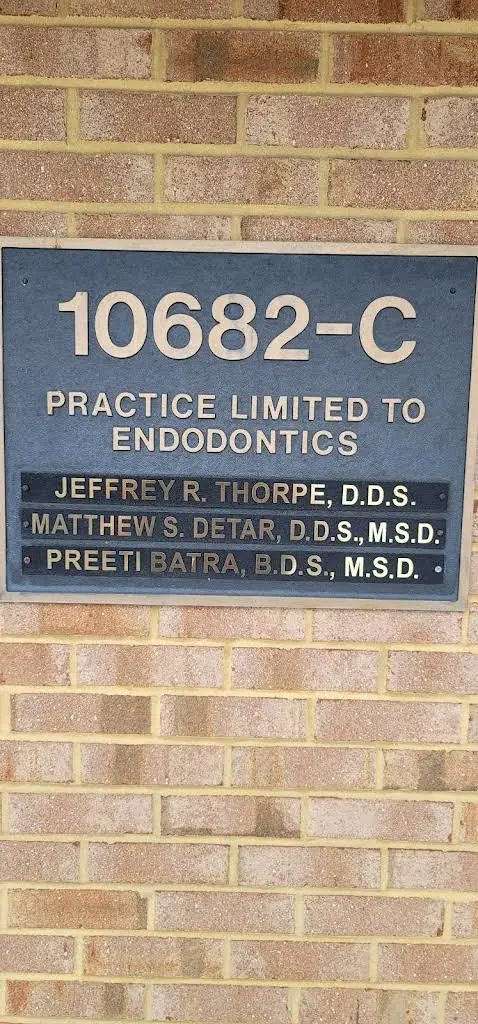 10682-C
PRACTICE LIMITED TO
ENDODONTICS
JEFFREY R. THORPE, D.D.S.
MATTHEW S. DETAR, D.D.S., M.S.D.
PREETI BATRA, B.D.S., M.S.D.